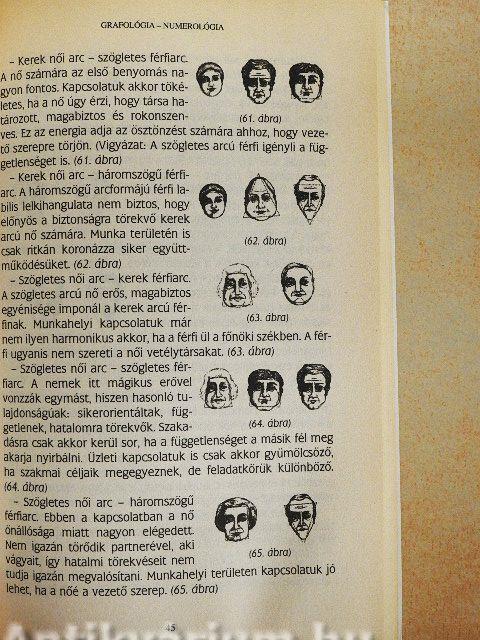 GRAFOLÓGIA – NUMEROLÓGIA
– Kerek női arc – szögletes férfiarc.
A nő számára az első benyomás na-
gyon fontos. Kapcsolatuk akkor töké-
letes, ha a nő úgy érzi, hogy társa ha-
tározott, magabiztos és rokonszen-
ves. Ez az energia adja az ösztönzést számára ahhoz, hogy veze-
tő szerepre törjön. (Vigyázat: A szögletes arcú férfi igényli a füg-
getlenséget is. (61. ábra)
(61. ábra)
– Kerek női arc – háromszögű férfi-
arc. A háromszögű arcformájú férfi la-
bilis lelkihangulata nem biztos, hogy
előnyös a biztonságra törekvő kerek
arcú nő számára. Munka területén is
csak ritkán koronázza siker együtt-
működésüket. (62. ábra)
(62. ábra)
– Szögletes női arc – kerek férfiarc.
A szögletes arcú nő erős, magabiztos
egyénisége imponál a kerek arcú fér-
finak. Munkahelyi kapcsolatuk már
nem ilyen harmonikus akkor, ha a férfi ül a főnöki székben. A fér-
fi ugyanis nem szereti a női vetélytársakat. (63. ábra)
(63. ábra)
– Szögletes női arc – szögletes fér-
fiarc. A nemek itt mágikus erővel
vonzzák egymást, hiszen hasonló tu-
lajdonságúak: sikerorientáltak, füg-
getlenek, hatalomra törekvők. Szaka-
dásra csak akkor kerül sor, ha a függetlenséget a másik fél meg
akarja nyirbálni. Üzleti kapcsolatuk is csak akkor gyümölcsöző,
ha szakmai céljaik megegyeznek, de feladatkörük különböző.
(64. ábra)
(64. ábra)
– Szögletes női arc – háromszögű
férfiarc. Ebben a kapcsolatban a nő
önállósága miatt nagyon elégedett.
Nem igazán törődik partnerével, aki
vágyait, így hatalmi törekvéseit nem
tudja igazán megvalósítani. Munkahelyi területen kapcsolatuk jó
lehet, ha a nőé a vezető szerep. (65. ábra)
(65. ábra)
45